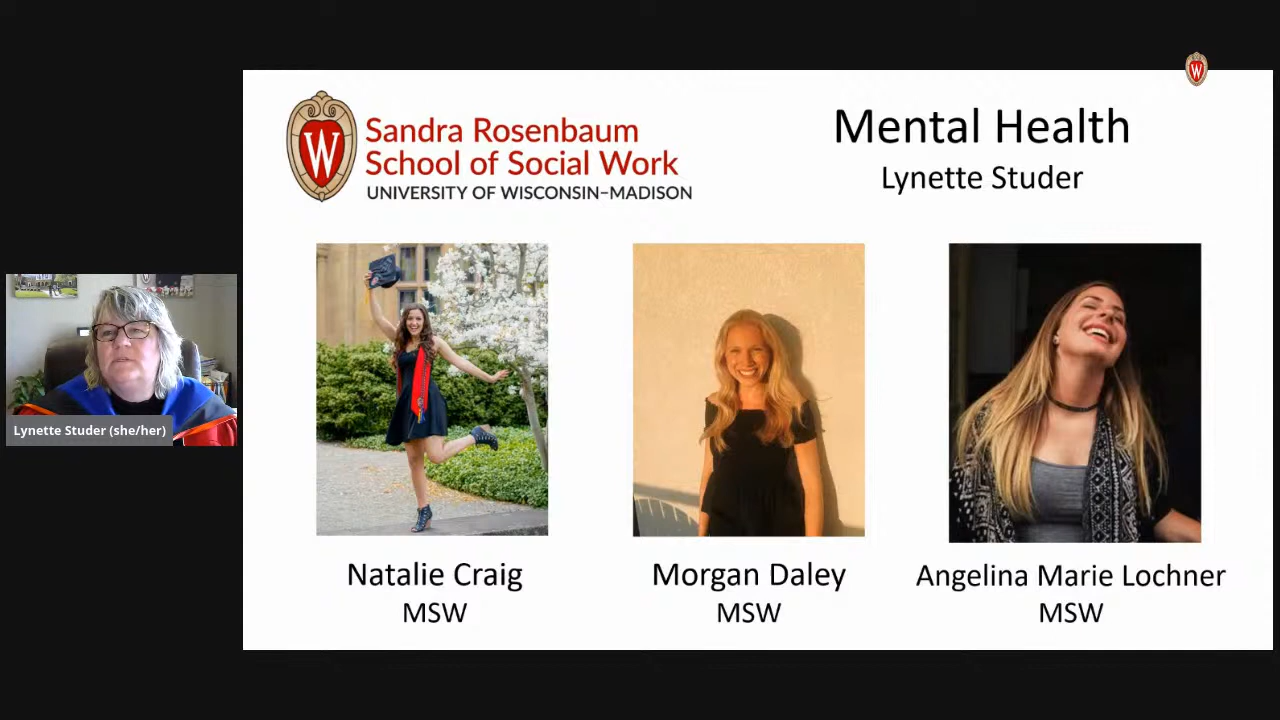 Sandra Rosenbaum
School of Social Work
UNIVERSITY OF WISCONSIN–MADISON
W
W
Mental Health
Lynette Studer
Lynette Studer (she/her)
Natalie Craig
MSW
Morgan Daley
MSW
Angelina Marie Lochner
MSW